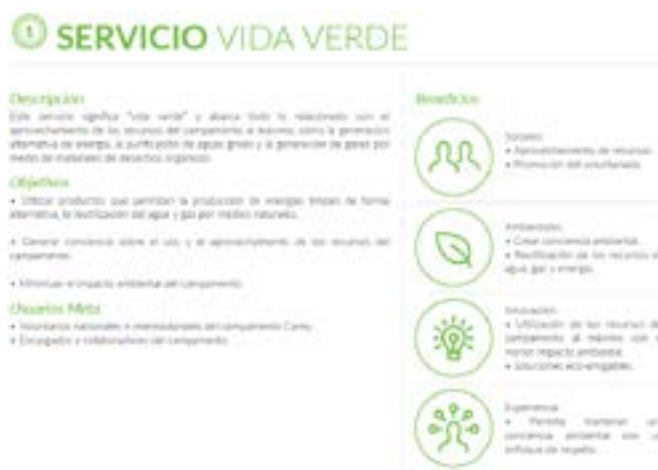 1 SERVICIO VIDA VERDE
Descripción
Este servicio significa "vida verde" y abarca todo lo relacionado con el
aprovechamiento de los recursos del campamento al máximo, cómo la generación
alternativa de energía, la purificación de aguas grises y la generación de gases por
medio de materiales de desechos orgánicos.
Objetivos
• Utilizar productos que permitan la producción de energías limpias de forma
alternativa, la reutilización del agua y gas por medios naturales.
• Generar conciencia sobre el uso y el aprovechamiento de los recursos del
campamento.
• Minimizar el impacto ambiental del campamento.
Usuarios Meta
• Voluntarios nacionales e internacionales del campamento Carey.
• Encargados y colaboradores del campamento.
Beneficios
Sociales:
• Aprovechamiento de recursos.
• Promoción del voluntariado.
Ambientales:
• Crear conciencia ambiental.
• Reutilización de los recursos
agua, gas y energía.
Innovación:
• Utilización de los recursos
campamento al máximo con
menor impacto ambiental.
• Soluciones eco-amigables.
Experiencia:
• Permite mantener
conciencia ambiental con
enfoque de respeto.